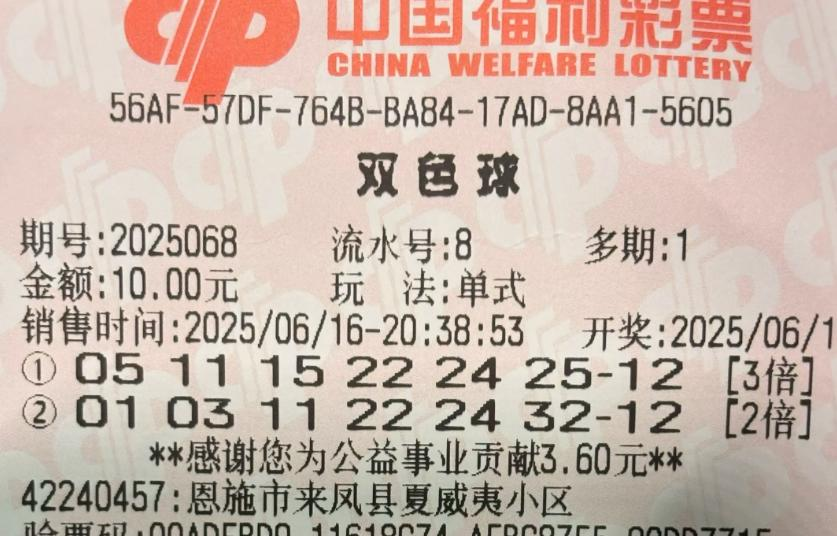 中国福利彩票
CHINA WELFARE LOTTERY
56AF-57DF-764B-BA84-17AD-8AA1-5605
双色球
期号:2025068 流水号:8 多期:1
金额:10.00元 玩 法:单式
销售时间:2025/06/16-20:38:53 开奖:2025/06/1
① 05 11 15 22 24 25-12 [3倍]
② 01 03 11 22 24 32-12 [2倍]
**感谢您为公益事业贡献3.60元**
42240457:恩施市来凤县夏威夷小区
验票码: